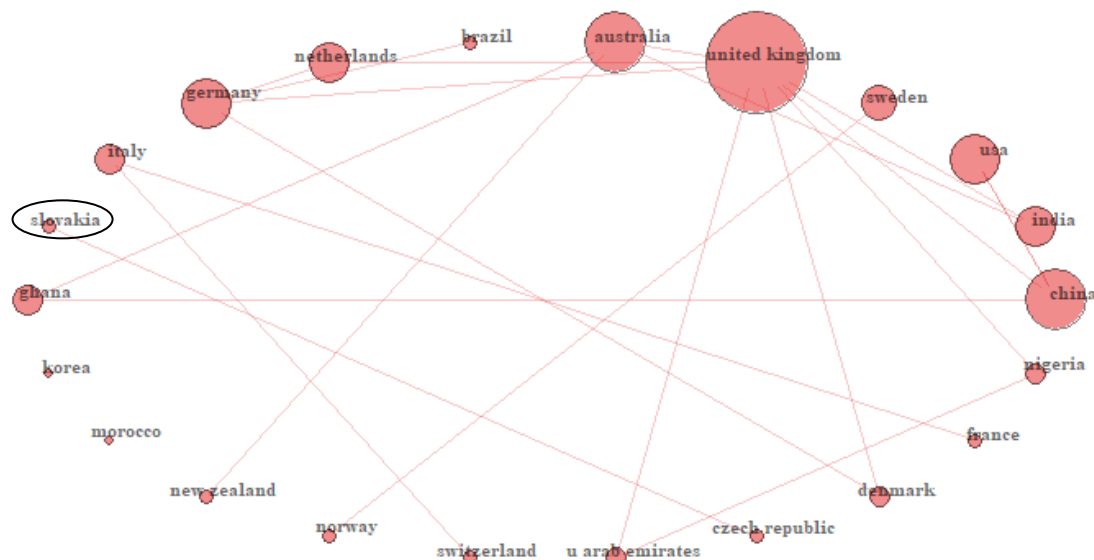 brazil
australia
netherlands
united kingdom
germany
sweden
italy
usa
slovakia
india
ghana
china
korea
nigeria
morocco
france
new zealand
denmark
norway
czech republic
switzerland
u arab emirates